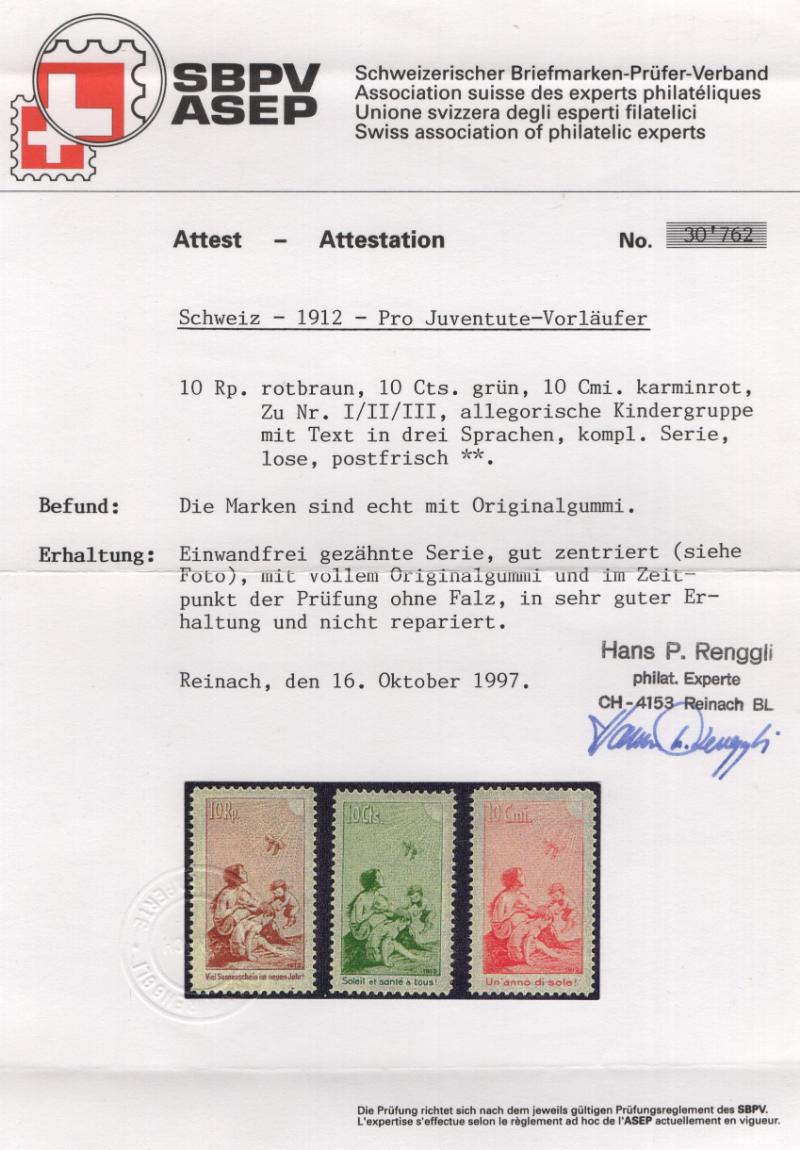 SBPV
ASEP
Schweizerischer Briefmarken-Prüfer-Verband
Association suisse des experts philatéliques
Unione svizzera degli esperti filatelici
Swiss association of philatelic experts
Attest – Attestation No. 30'762
Schweiz - 1912 - Pro Juventute-Vorläufer
10 Rp. rotbraun, 10 Cts. grün, 10 Cmi. karminrot,
Zu Nr. I/II/III, allegorische Kindergruppe
mit Text in drei Sprachen, kompl. Serie,
lose, postfrisch **.
Befund: Die Marken sind echt mit Originalgummi.
Erhaltung: Einwandfrei gezähnte Serie, gut zentriert (siehe
Foto), mit vollem Originalgummi und im Zeit-
punkt der Prüfung ohne Falz, in sehr guter Er-
haltung und nicht repariert.
Hans P. Renggli
philat. Experte
CH-4153 Reinach BL
Reinach, den 16. Oktober 1997.
Hans P. Renggli
10 Rp. 10 Cts. 10 Cmi.
1912 1912 1912
Viel Sonnenschein im neuen Jahr! Soleil et santé à tous! Un'anno di sole!
Die Prüfung richtet sich nach dem jeweils gültigen Prüfungsreglement des SBPV.
L'expertise s'effectue selon le règlement ad hoc de l'ASEP actuellement en vigueur.